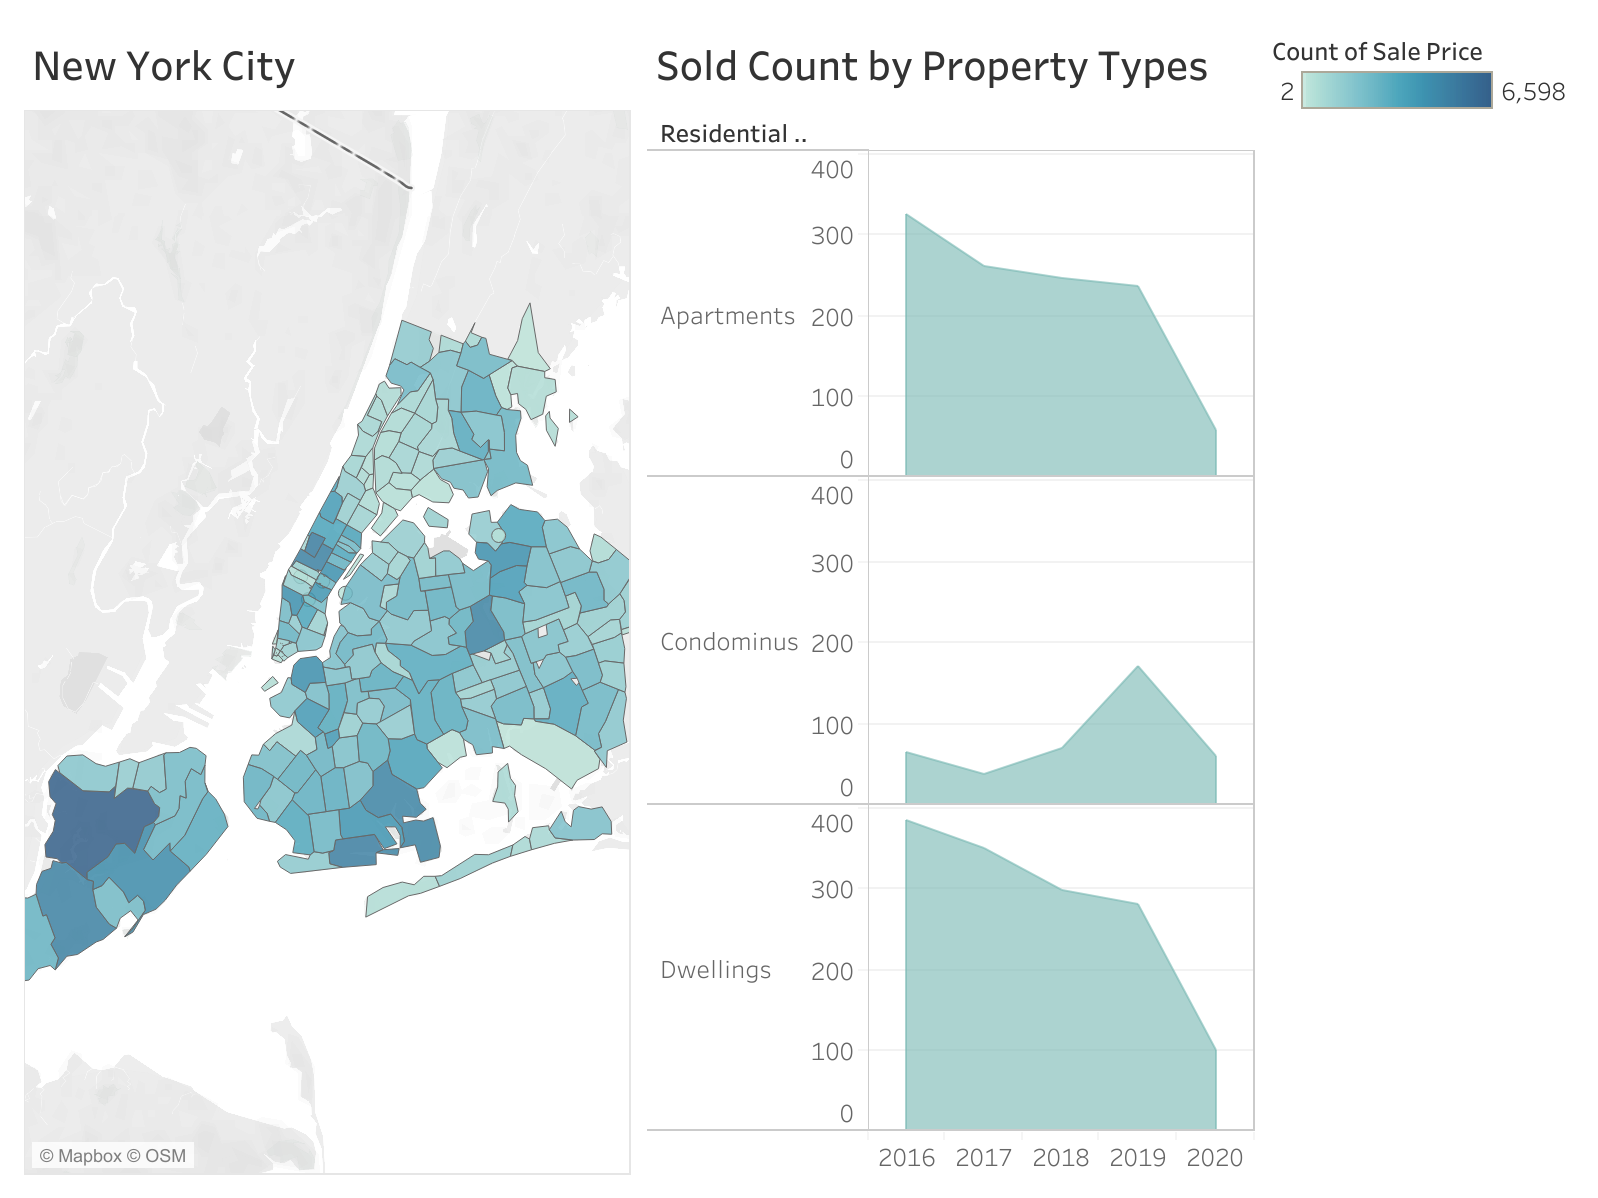 New York City
Sold Count by Property Types
Count of Sale Price
2
6,598
Residential ..
400
300
Apartments
200
100
0
400
300
Condominus
200
100
0
400
300
Dwellings
200
100
0
2016 2017 2018 2019 2020
© Mapbox © OSM